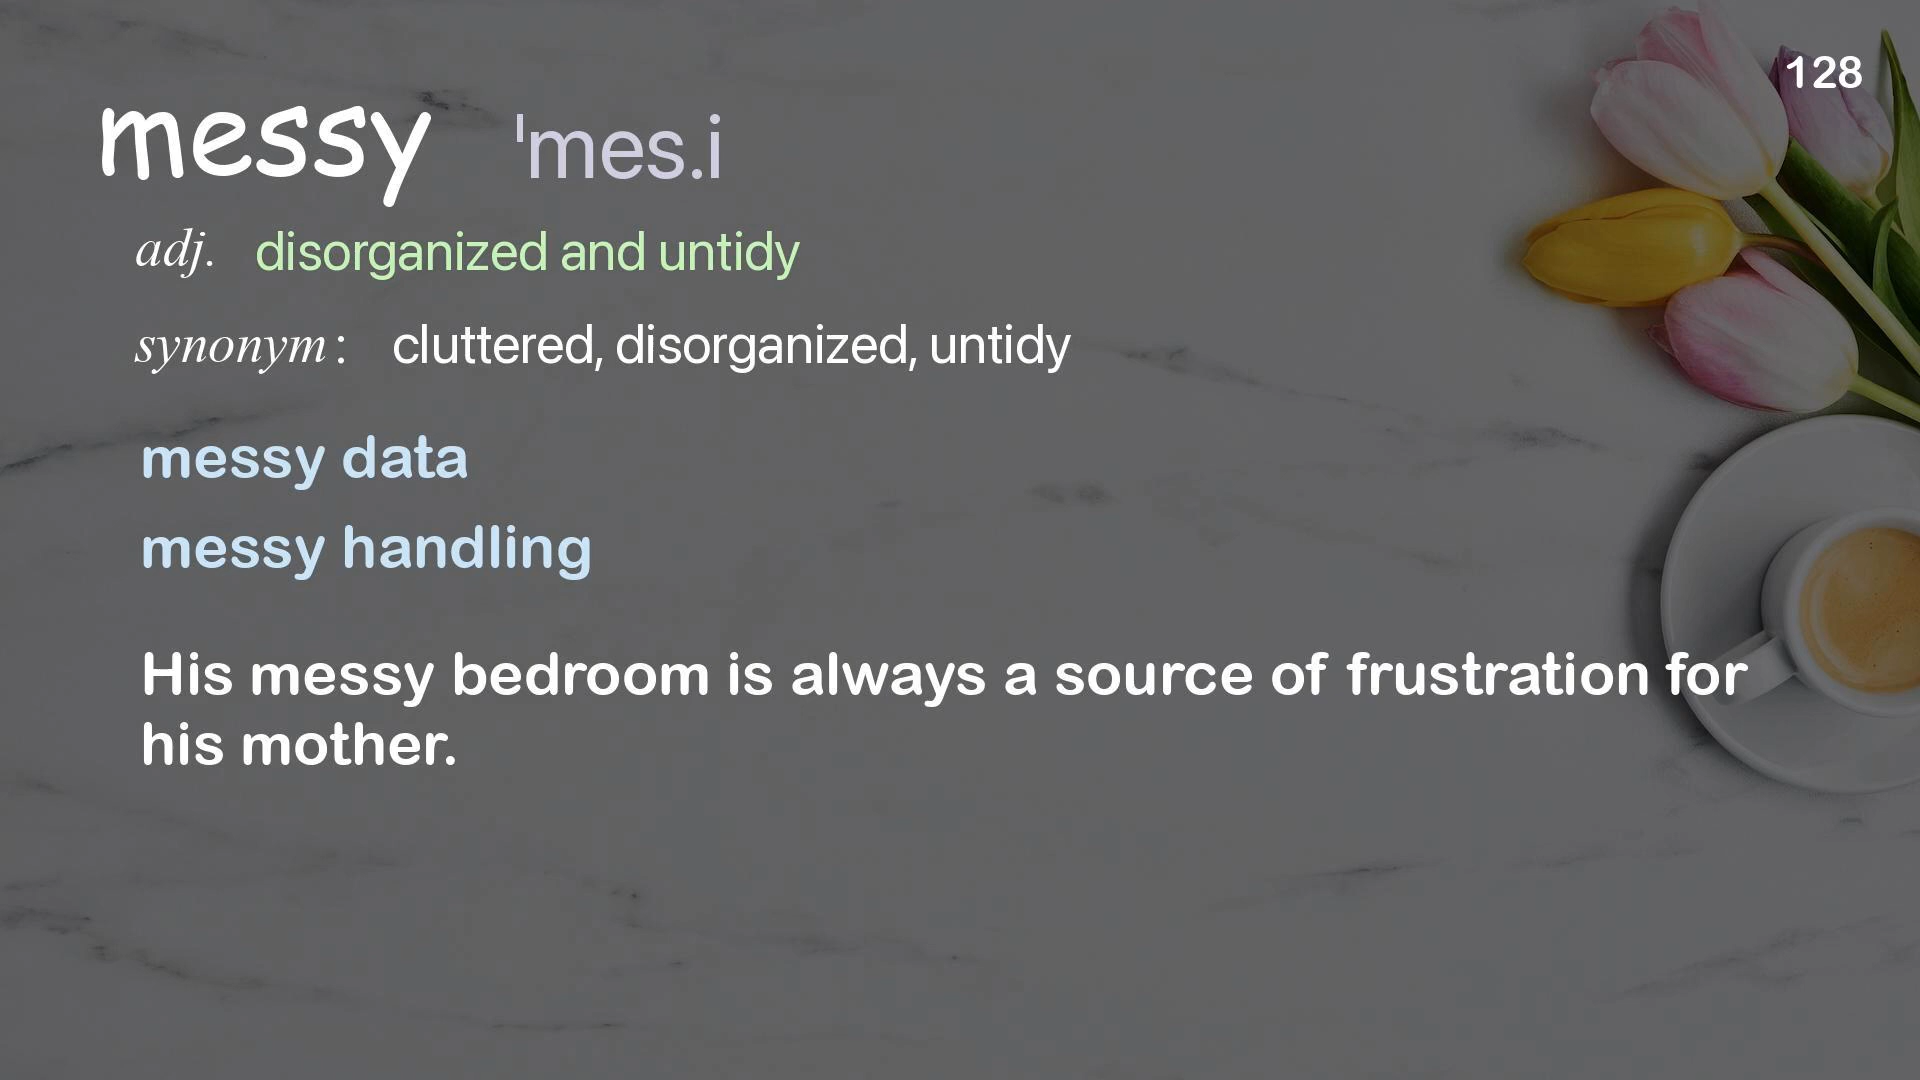 128
messy ˈmes.i
adj. disorganized and untidy
synonym : cluttered, disorganized, untidy
messy data
messy handling
His messy bedroom is always a source of frustration for
his mother.